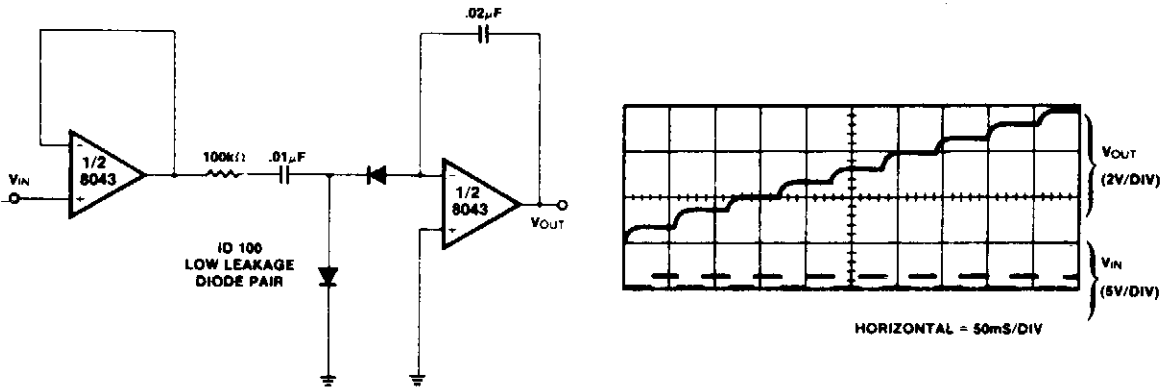 .02µF
1/2
8043
100kΩ
.01µF
VIN
1/2
8043
VOUT
ID 100
LOW LEAKAGE
DIODE PAIR
VOUT
(2V/DIV)
VIN
(5V/DIV)
HORIZONTAL = 50mS/DIV